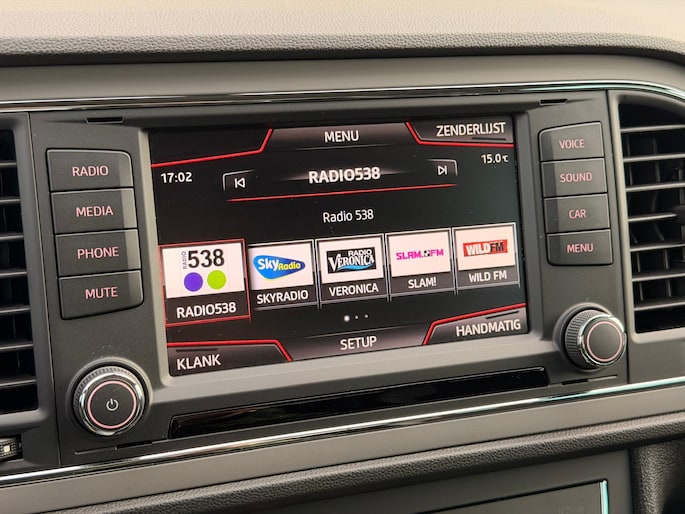 MENU
ZENDERLIJST
RADIO
MEDIA
PHONE
MUTE
17:02
RADIO538
15.0 °C
Radio 538
RADIO 538
Sky Radio
RADIO VERONICA
SLAM.FM
WILD FM
RADIO538
SKYRADIO
VERONICA
SLAM!
WILD FM
KLANK
SETUP
HANDMATIG
VOICE
SOUND
CAR
MENU